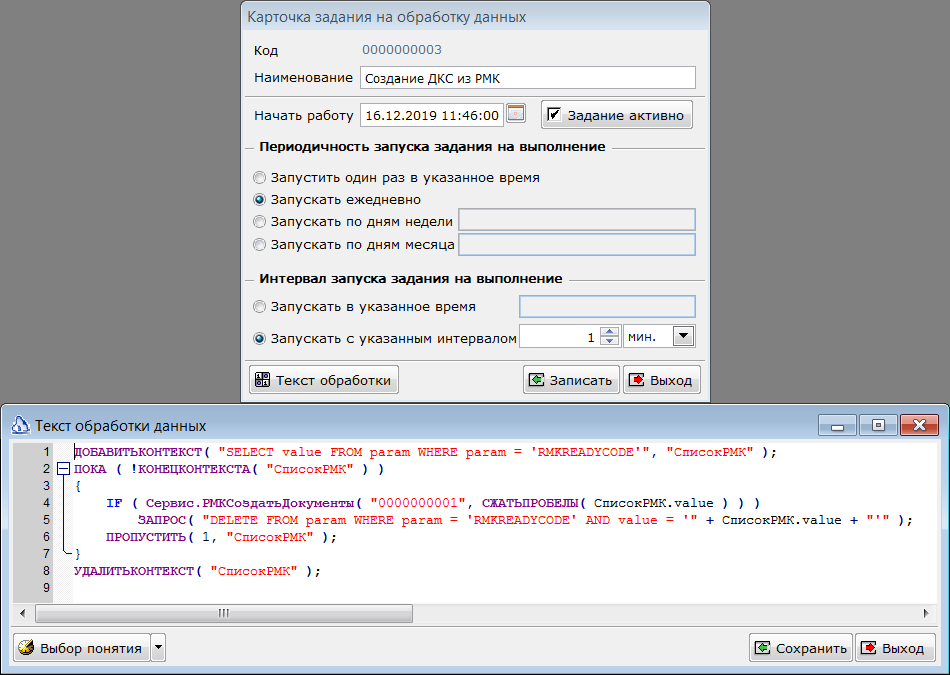 Карточка задания на обработку данных
Код 0000000003
Наименование Создание ДКС из РМК
Начать работу 16.12.2019 11:46:00 Задание активно
Периодичность запуска задания на выполнение
Запустить один раз в указанное время
Запускать ежедневно
Запускать по дням недели
Запускать по дням месяца
Интервал запуска задания на выполнение
Запускать в указанное время
Запускать с указанным интервалом 1 мин.
Текст обработки Записать Выход
Текст обработки данных
1 ДОБАВИТЬКОНТЕКСТ( "SELECT value FROM param WHERE param = 'RMKREADYCODE'", "СписокРМК" );
2 ПОКА ( !КОНЕЦКОНТЕКСТА( "СписокРМК" ) )
3 {
4 IF ( Сервис.РМКСоздатьДокументы( "0000000001", СЖАТЬПРОБЕЛЫ( СписокРМК.value ) ) )
5 ЗАПРОС( "DELETE FROM param WHERE param = 'RMKREADYCODE' AND value = '" + СписокРМК.value + "'" );
6 ПРОПУСТИТЬ( 1, "СписокРМК" );
7 }
8 УДАЛИТЬКОНТЕКСТ( "СписокРМК" );
9
Выбор понятия Сохранить Выход